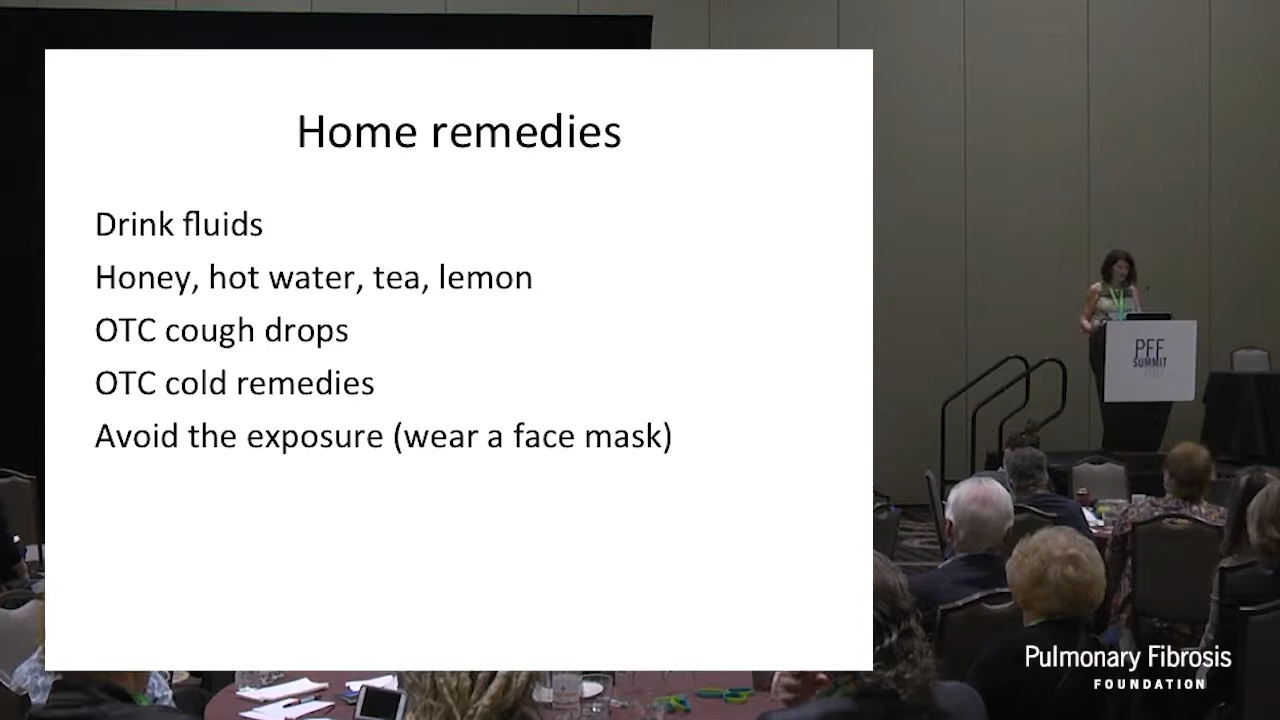 Home remedies
Drink fluids
Honey, hot water, tea, lemon
OTC cough drops
OTC cold remedies
Avoid the exposure (wear a face mask)
PFF
SUMMIT
Pulmonary Fibrosis
FOUNDATION